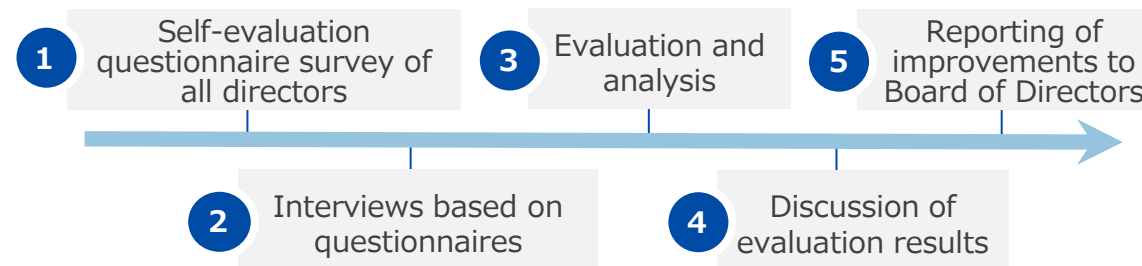 1
Self-evaluation
questionnaire survey of
all directors
2
Interviews based on
questionnaires
3
Evaluation and
analysis
4
Discussion of
evaluation results
5
Reporting of
improvements to
Board of Directors